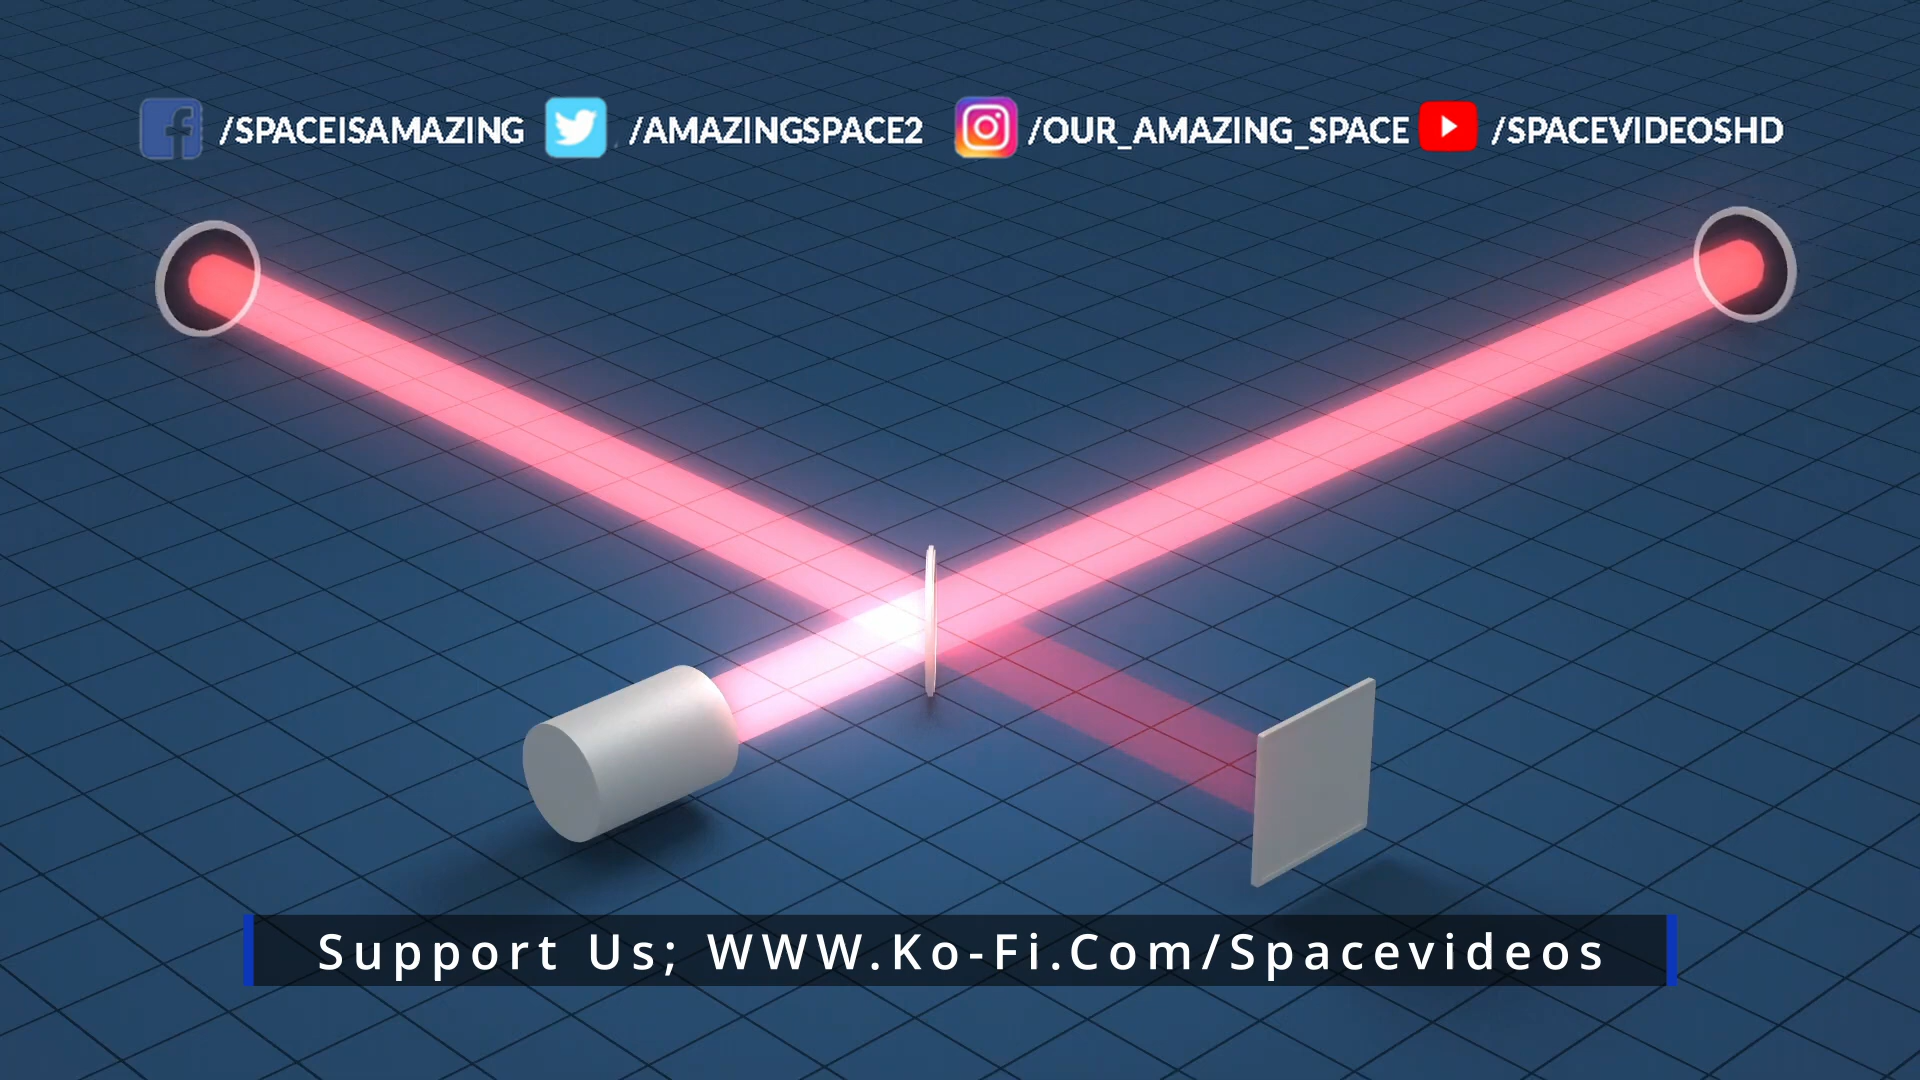 /SPACEISAMAZING /AMAZINGSPACE2 /OUR_AMAZING_SPACE /SPACEVIDEOSHD
Support Us; WWW.Ko-Fi.Com/Spacevideos